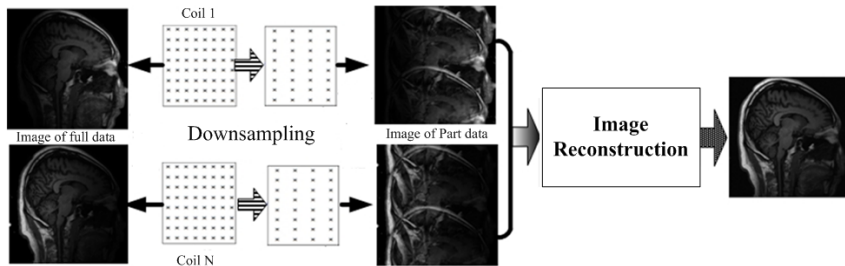 Coil 1
Image of full data
Downsampling
Image of Part data
Image
Reconstruction
Coil N